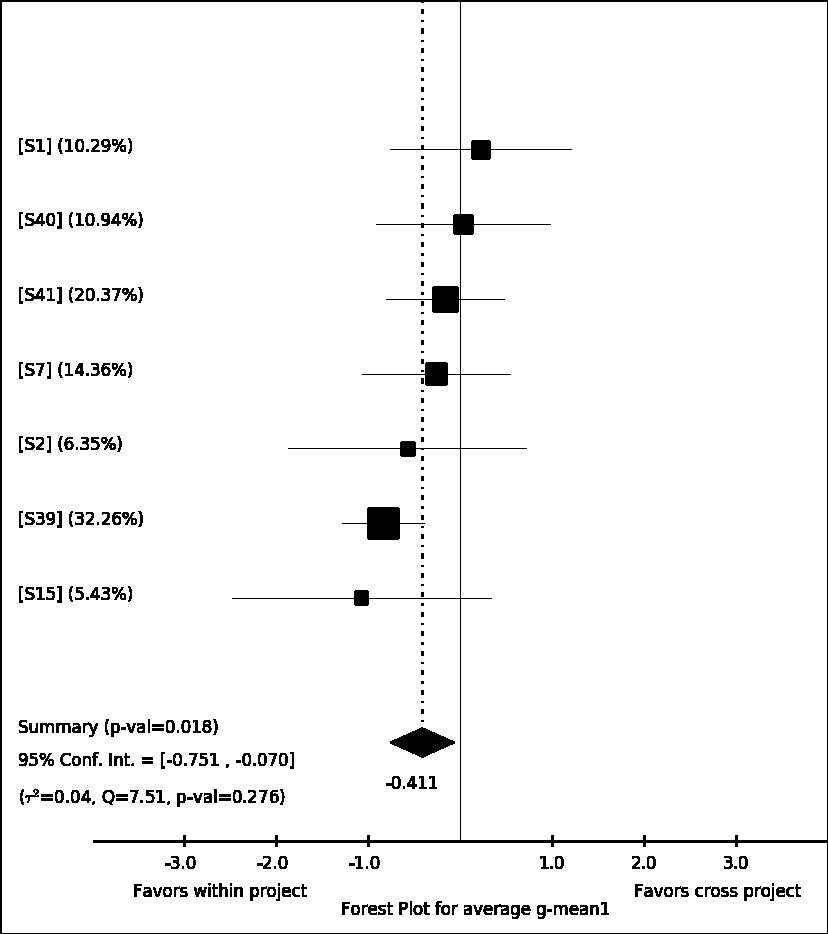 [S1] (10.29%)
[S40] (10.94%)
[S41] (20.37%)
[S7] (14.36%)
[S2] (6.35%)
[S39] (32.26%)
[S15] (5.43%)
Summary (p-val=0.018)
95% Conf. Int. = [-0.751 , -0.070]
-0.411
(τ²=0.04, Q=7.51, p-val=0.276)
-3.0 -2.0 -1.0 1.0 2.0 3.0
Favors within project Favors cross project
Forest Plot for average g-mean1